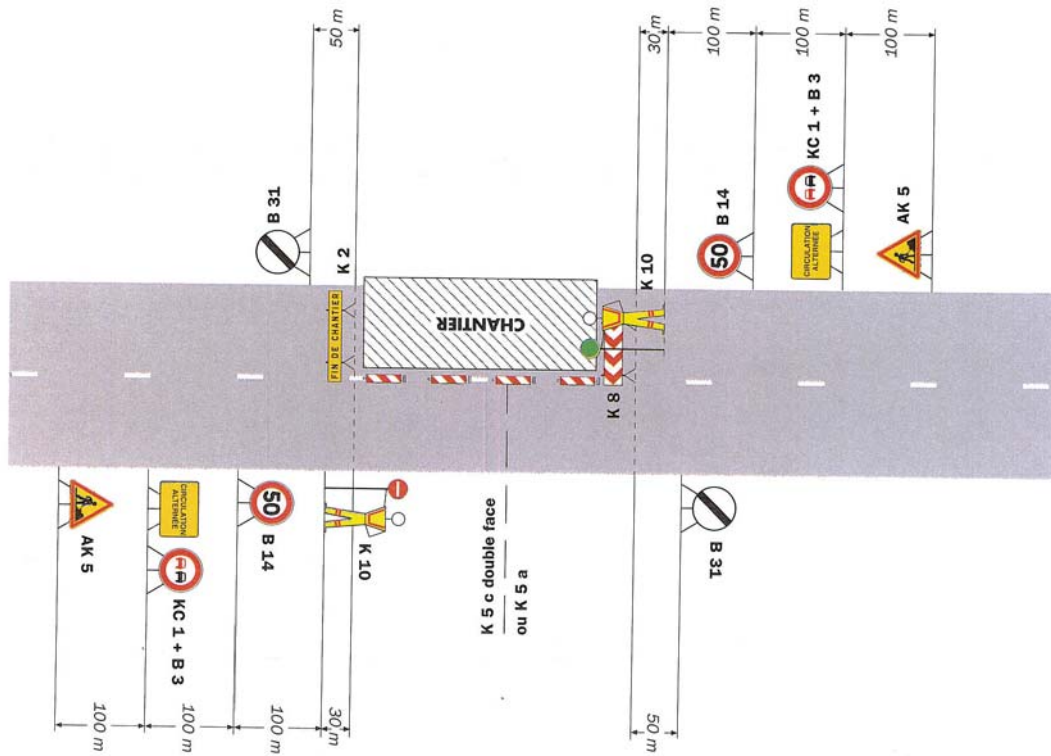 50 m
30 m
100 m
100 m
100 m
B 31
K 2
FIN DE CHANTIER
CHANTIER
K 10
K 8
50
B 14
CIRCULATION
ALTERNÉE
KC 1 + B 3
AK 5
AK 5
CIRCULATION
ALTERNÉE
KC 1 + B 3
50
B 14
K 10
K 5 c double face
ou K 5 a
B 31
100 m
100 m
100 m
30 m
50 m